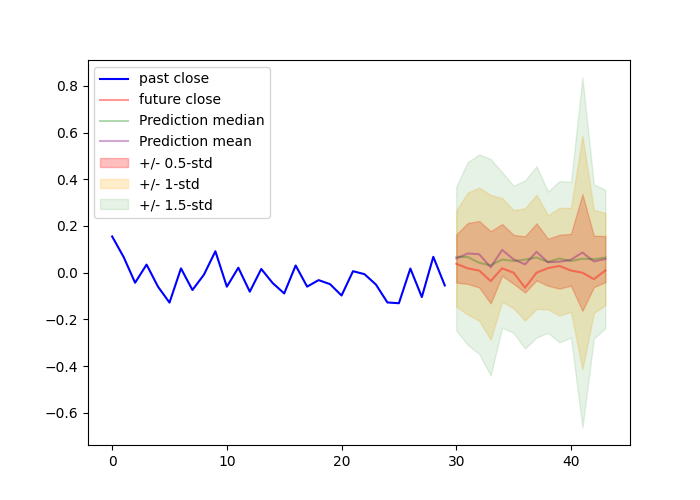 past close
future close
Prediction median
Prediction mean
+/- 0.5-std
+/- 1-std
+/- 1.5-std
0.8
0.6
0.4
0.2
0.0
−0.2
−0.4
−0.6
0 10 20 30 40